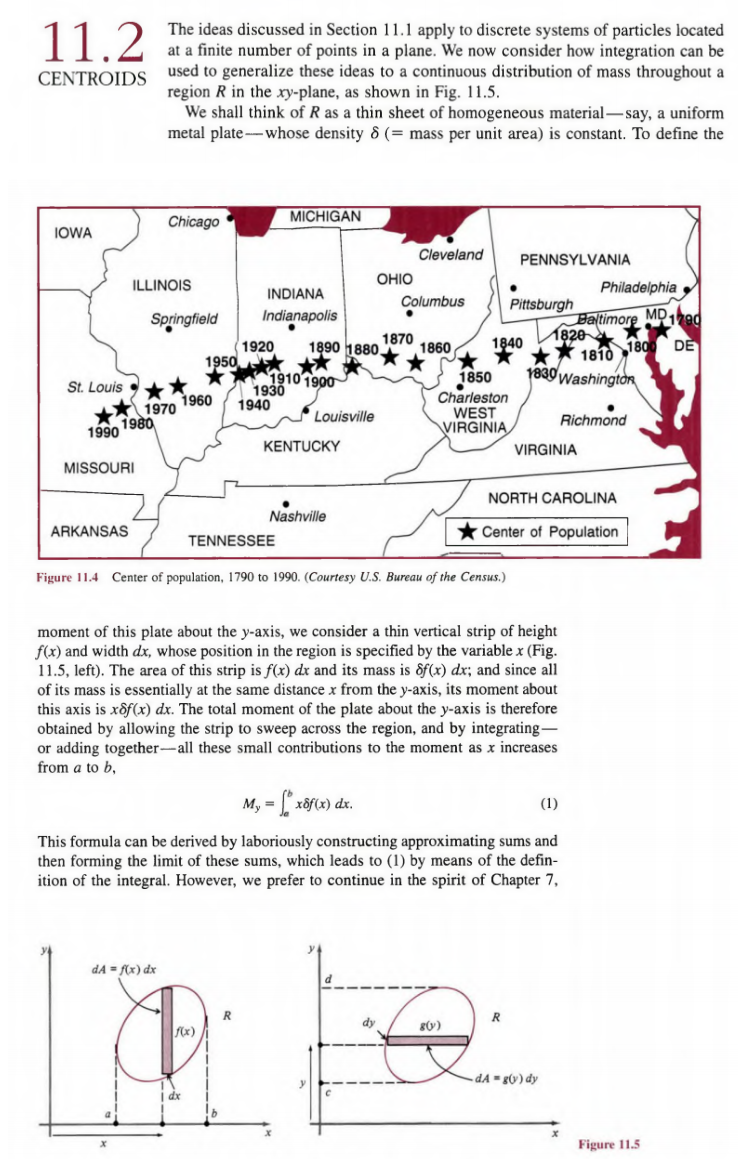 11.2
CENTROIDS
The ideas discussed in Section 11.1 apply to discrete systems of particles located
at a finite number of points in a plane. We now consider how integration can be
used to generalize these ideas to a continuous distribution of mass throughout a
region R in the xy-plane, as shown in Fig. 11.5.
We shall think of R as a thin sheet of homogeneous material—say, a uniform
metal plate—whose density δ (= mass per unit area) is constant. To define the
IOWA
Chicago
MICHIGAN
Cleveland
PENNSYLVANIA
ILLINOIS
INDIANA
OHIO
Columbus
Pittsburgh
Philadelphia
Springfield
Indianapolis
Baltimore
MD
1790
1950
1920
1890
1880
1870
1860
1840
1820
1810
1800
DE
St. Louis
1970
1960
1910
1930
1900
1940
1850
1830
Washington
1990
1980
Louisville
Charleston
WEST
VIRGINIA
Richmond
KENTUCKY
VIRGINIA
MISSOURI
Nashville
NORTH CAROLINA
ARKANSAS
TENNESSEE
★ Center of Population
Figure 11.4 Center of population, 1790 to 1990. (Courtesy U.S. Bureau of the Census.)
moment of this plate about the y-axis, we consider a thin vertical strip of height
f(x) and width dx, whose position in the region is specified by the variable x (Fig.
11.5, left). The area of this strip is f(x) dx and its mass is δf(x) dx; and since all
of its mass is essentially at the same distance x from the y-axis, its moment about
this axis is xδf(x) dx. The total moment of the plate about the y-axis is therefore
obtained by allowing the strip to sweep across the region, and by integrating—
or adding together—all these small contributions to the moment as x increases
from a to b,
M_y = ∫_a^b xδf(x) dx. (1)
This formula can be derived by laboriously constructing approximating sums and
then forming the limit of these sums, which leads to (1) by means of the defin-
ition of the integral. However, we prefer to continue in the spirit of Chapter 7,
y
dA = f(x) dx
R
f(x)
dx
a
b
x
x
y
d
dy
g(y)
R
dA = g(y) dy
y
c
x
Figure 11.5